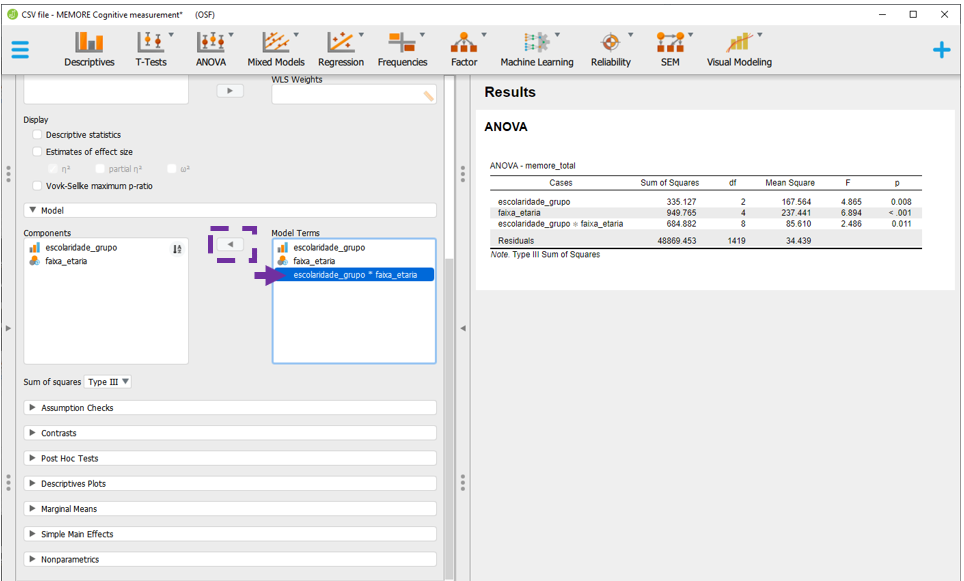 CSV file - MEMORE Cognitive measurement* (OSF)
Descriptives T-Tests ANOVA Mixed Models Regression Frequencies Factor Machine Learning Reliability SEM Visual Modeling
WLS Weights
Display
Descriptive statistics
Estimates of effect size
η² partial η² ω²
Vovk-Sellke maximum p-ratio
Model
Components
escolaridade_grupo
faixa_etaria
Model Terms
escolaridade_grupo
faixa_etaria
escolaridade_grupo * faixa_etaria
Sum of squares Type III
Assumption Checks
Contrasts
Post Hoc Tests
Descriptives Plots
Marginal Means
Simple Main Effects
Nonparametrics
Results
ANOVA
ANOVA - memore_total
Cases Sum of Squares df Mean Square F p
escolaridade_grupo 335.127 2 167.564 4.865 0.008
faixa_etaria 949.765 4 237.441 6.894 < .001
escolaridade_grupo * faixa_etaria 684.882 8 85.610 2.486 0.011
Residuals 48869.453 1419 34.439
Note. Type III Sum of Squares